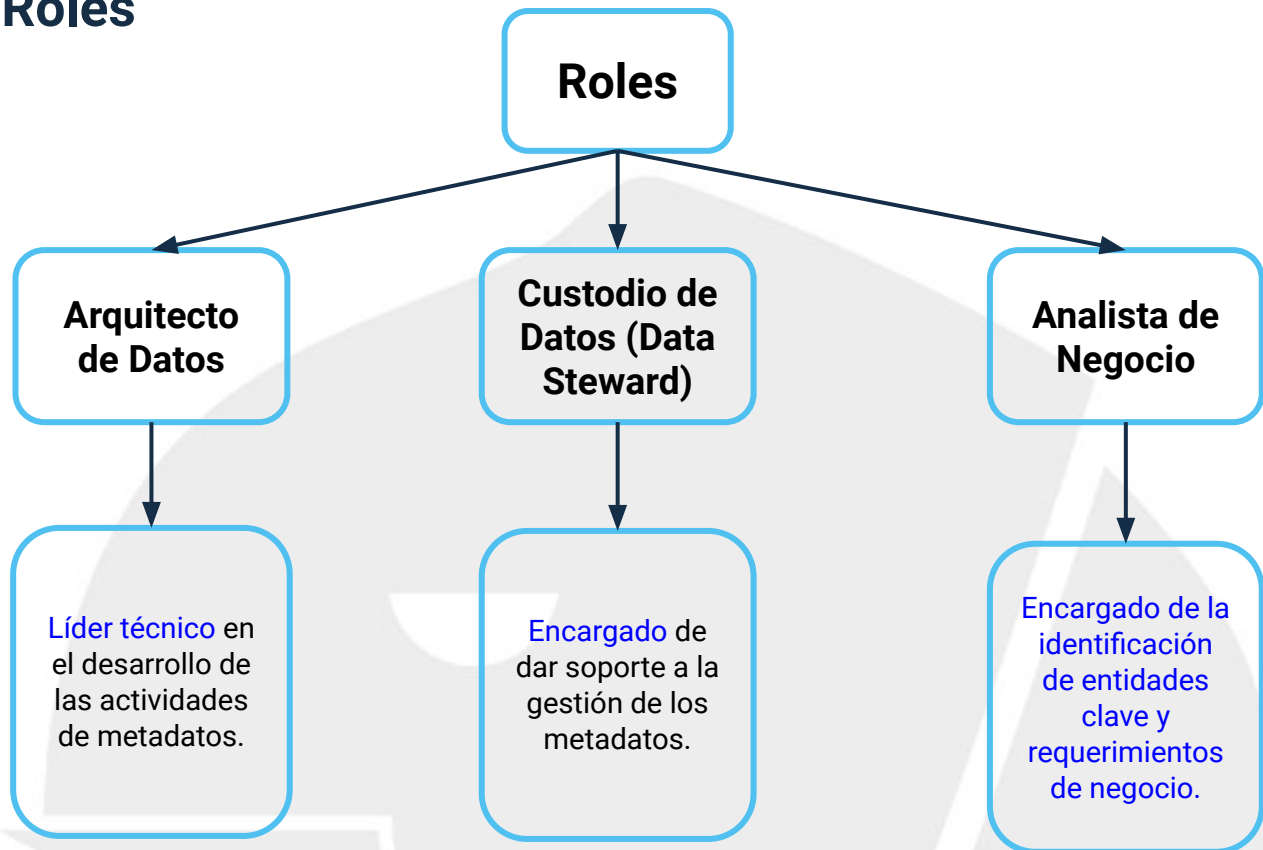 Roles
Roles
Arquitecto
de Datos
Custodio de
Datos (Data
Steward)
Analista de
Negocio
Líder técnico en
el desarrollo de
las actividades
de metadatos.
Encargado de
dar soporte a la
gestión de los
metadatos.
Encargado de la
identificación
de entidades
clave y
requerimientos
de negocio.